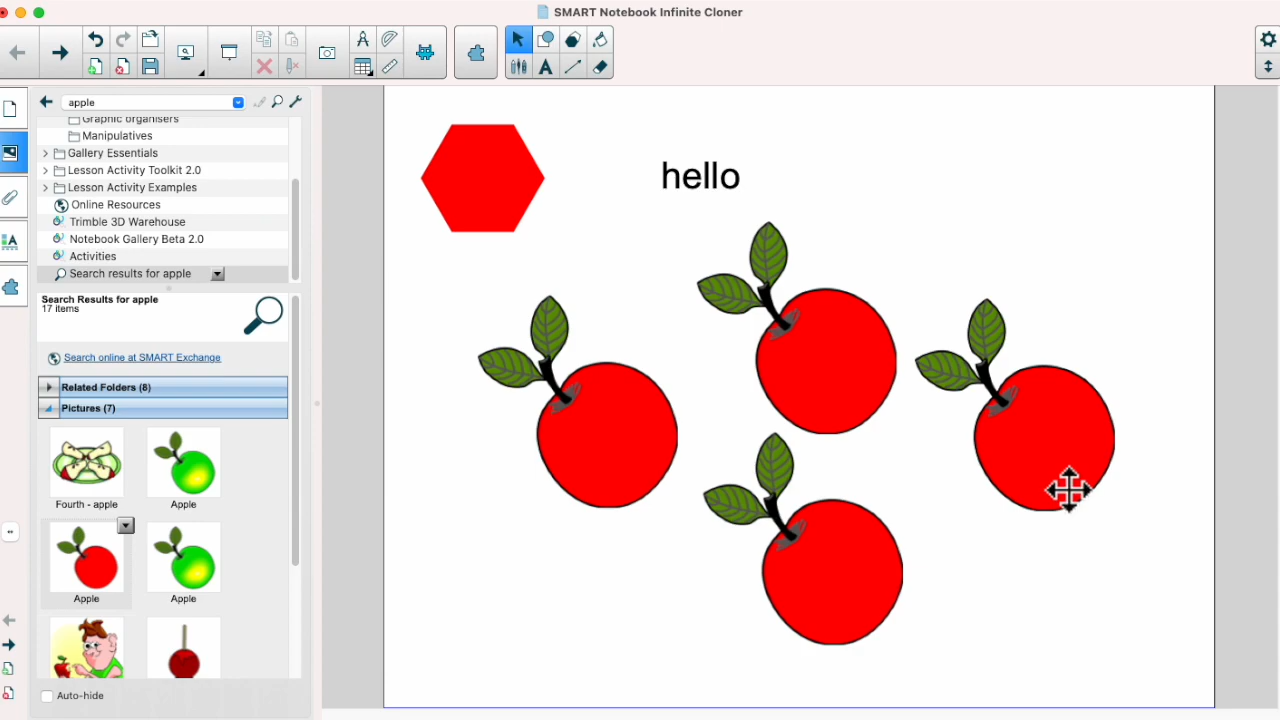 SMART Notebook Infinite Cloner
apple
Graphic organisers
Manipulatives
Gallery Essentials
Lesson Activity Toolkit 2.0
Lesson Activity Examples
Online Resources
Trimble 3D Warehouse
Notebook Gallery Beta 2.0
Activities
Search results for apple
Search Results for apple
17 items
Search online at SMART Exchange
Related Folders (8)
Pictures (7)
Fourth - apple
Apple
Apple
Apple
Auto-hide
hello